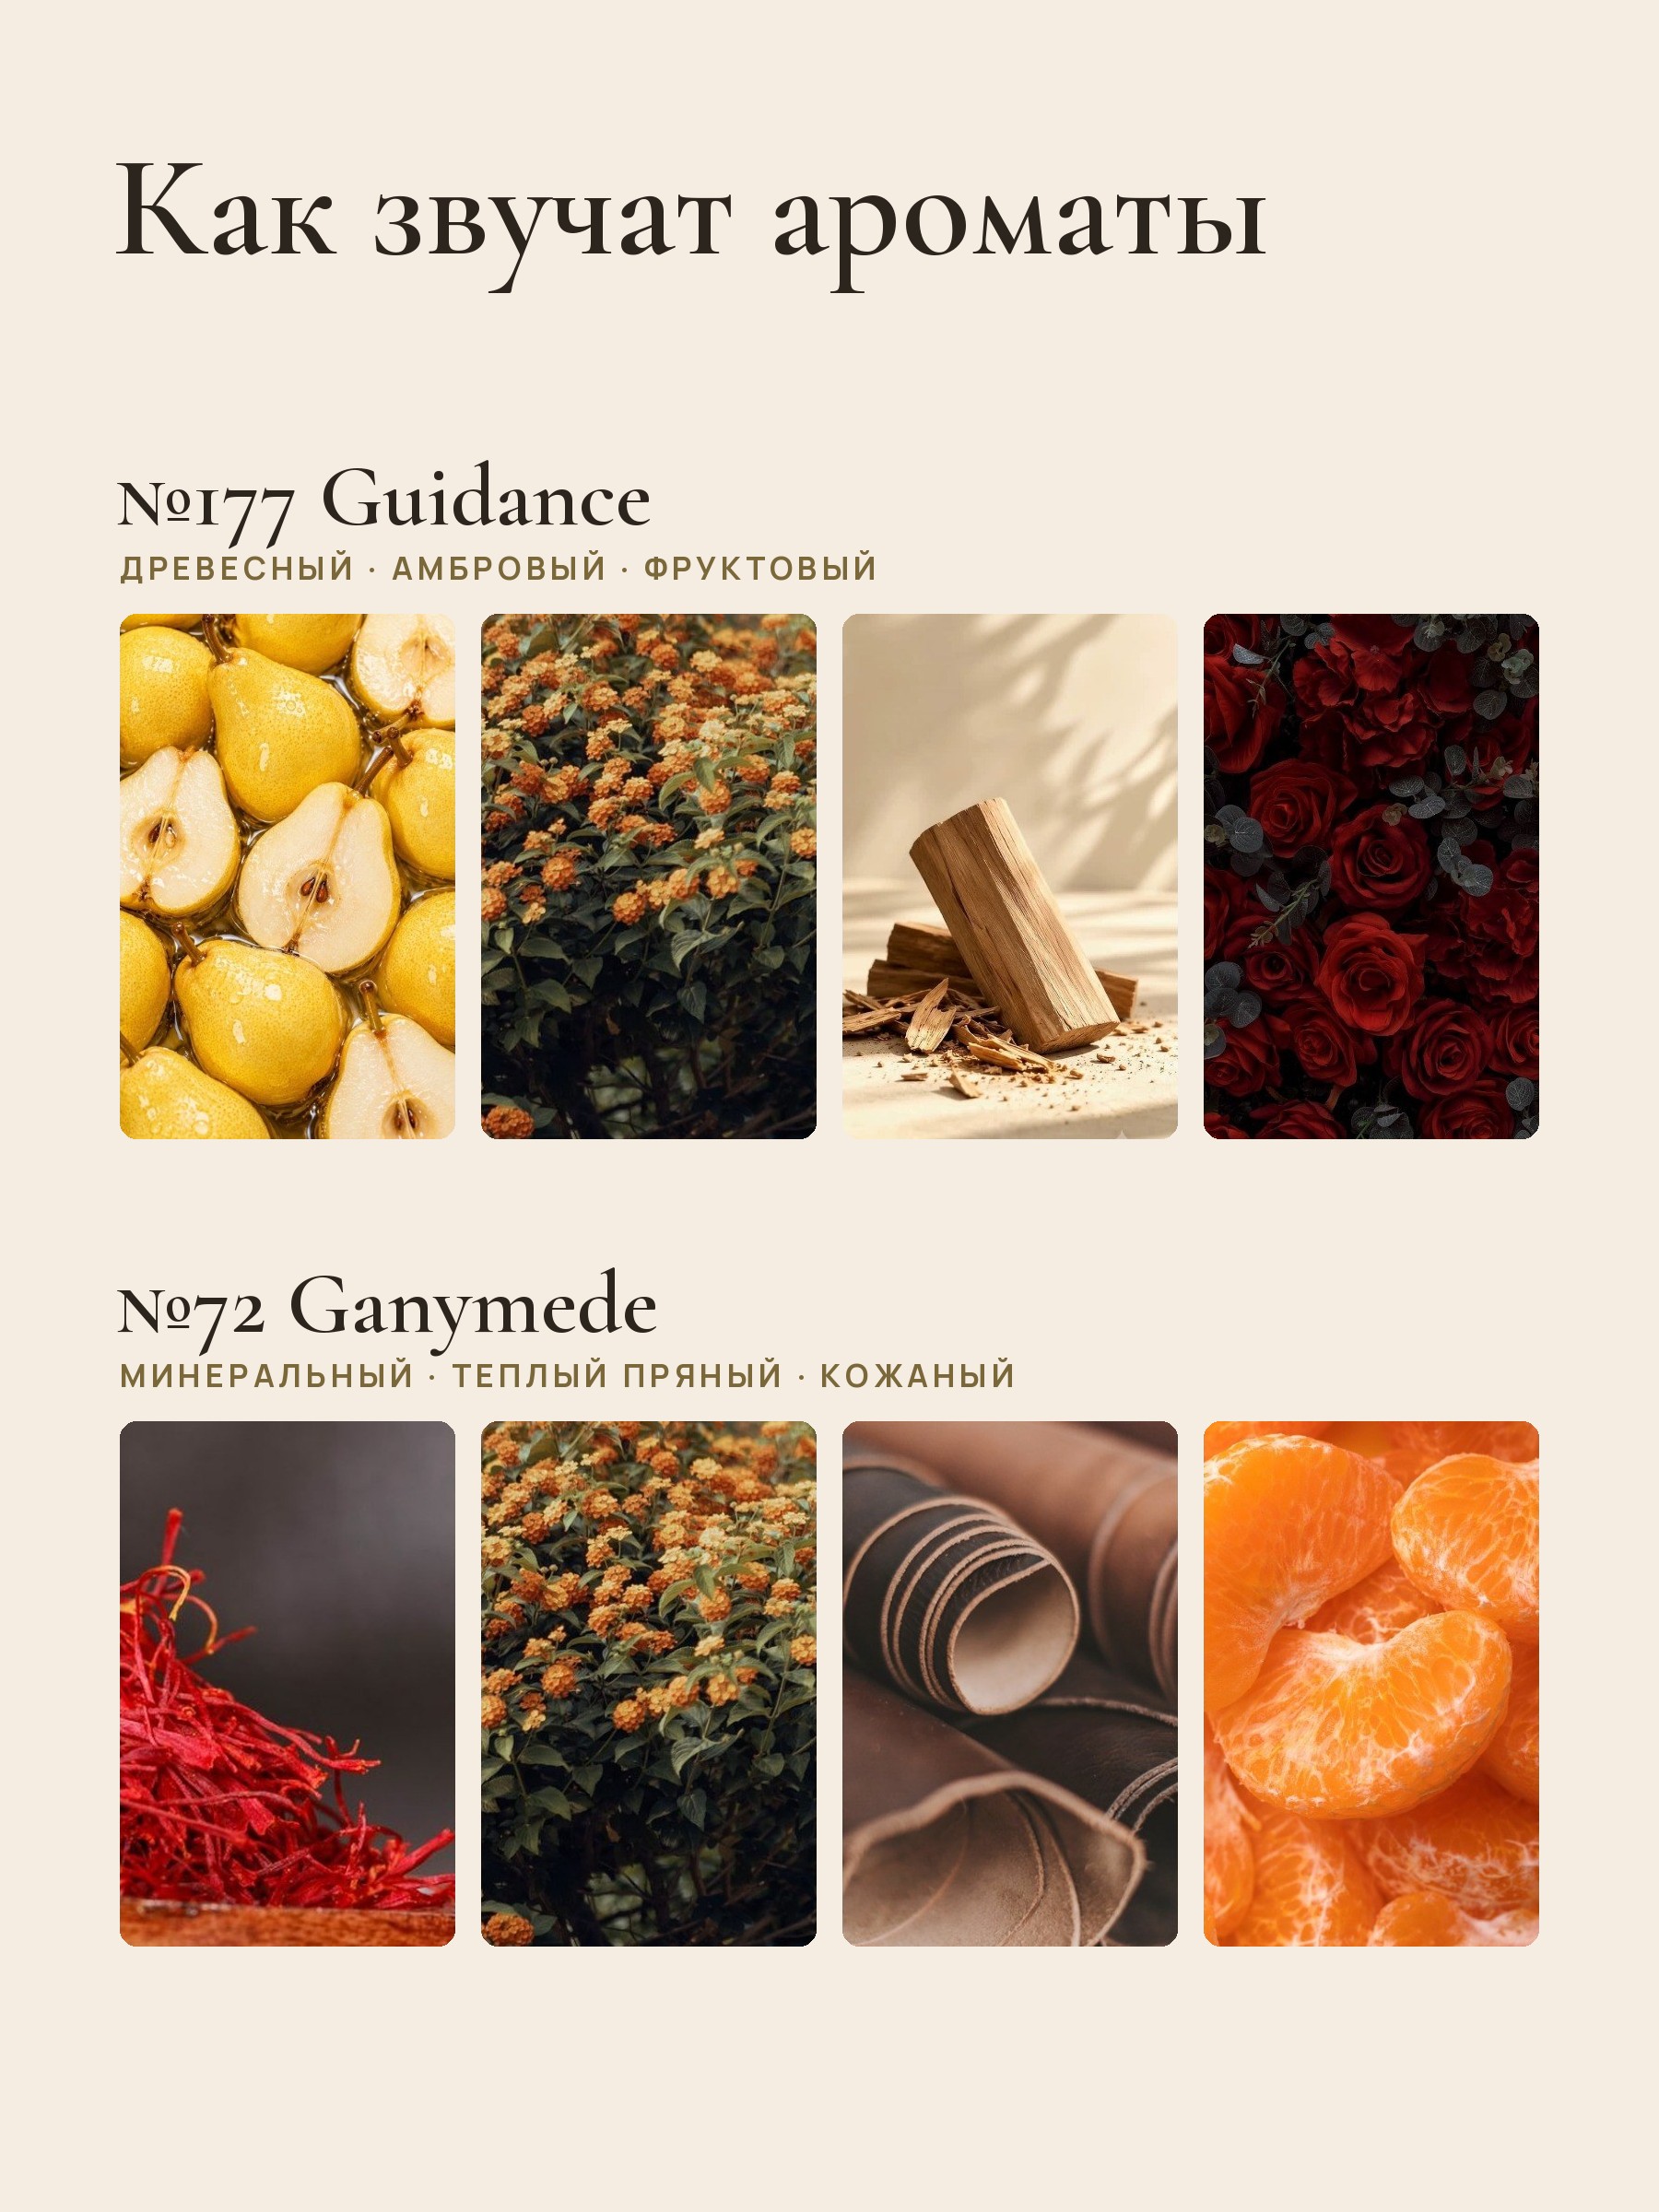 Как звучат ароматы
№177 Guidance
ДРЕВЕСНЫЙ · АМБРОВЫЙ · ФРУКТОВЫЙ
№72 Ganymede
МИНЕРАЛЬНЫЙ · ТЕПЛЫЙ ПРЯНЫЙ · КОЖАНЫЙ